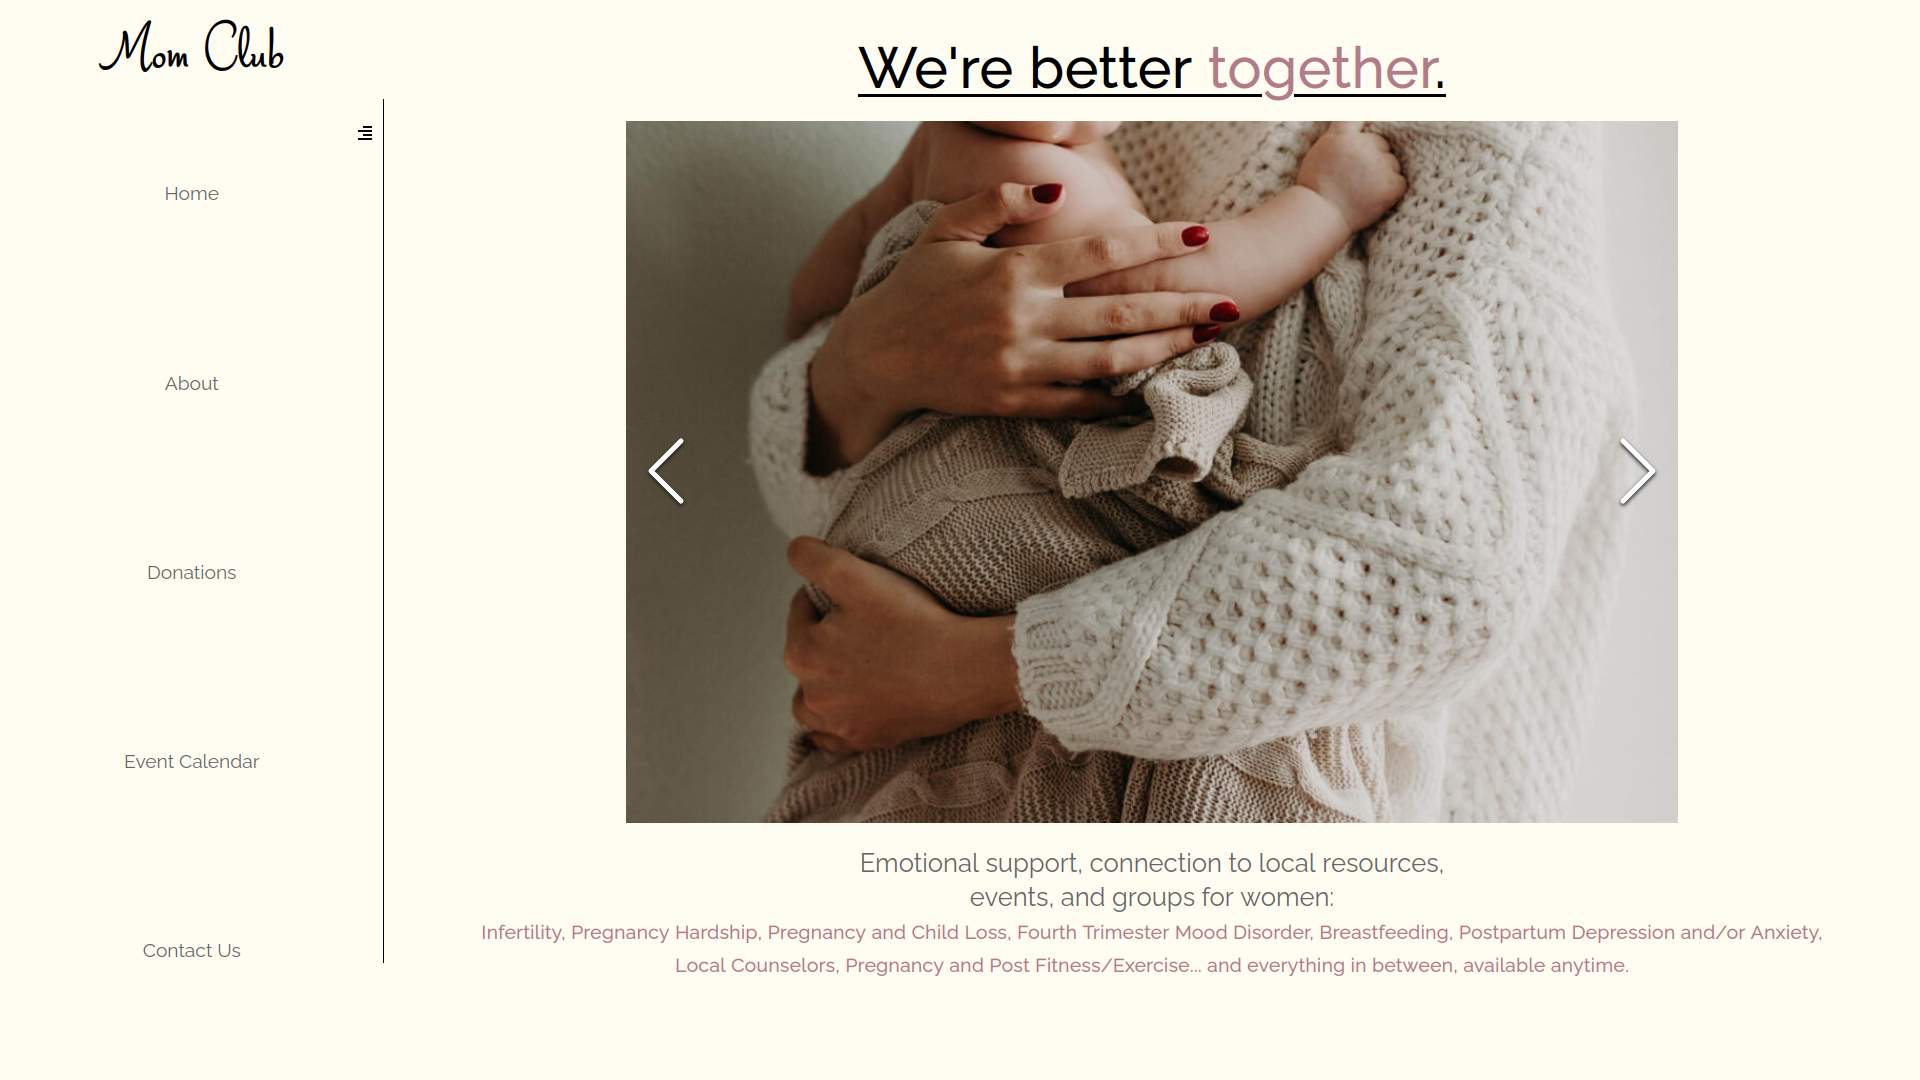 Mom Club
We're better together.
Home
About
Donations
Event Calendar
Contact Us
Emotional support, connection to local resources,
events, and groups for women:
Infertility, Pregnancy Hardship, Pregnancy and Child Loss, Fourth Trimester Mood Disorder, Breastfeeding, Postpartum Depression and/or Anxiety,
Local Counselors, Pregnancy and Post Fitness/Exercise... and everything in between, available anytime.